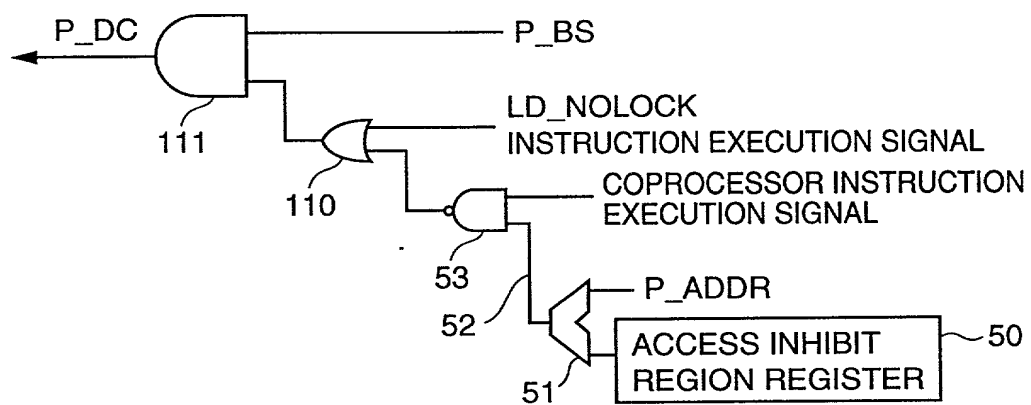 P_DC
P_BS
111
LD_NOLOCK
INSTRUCTION EXECUTION SIGNAL
110
COPROCESSOR INSTRUCTION
EXECUTION SIGNAL
53
52
P_ADDR
51
ACCESS INHIBIT
REGION REGISTER
50